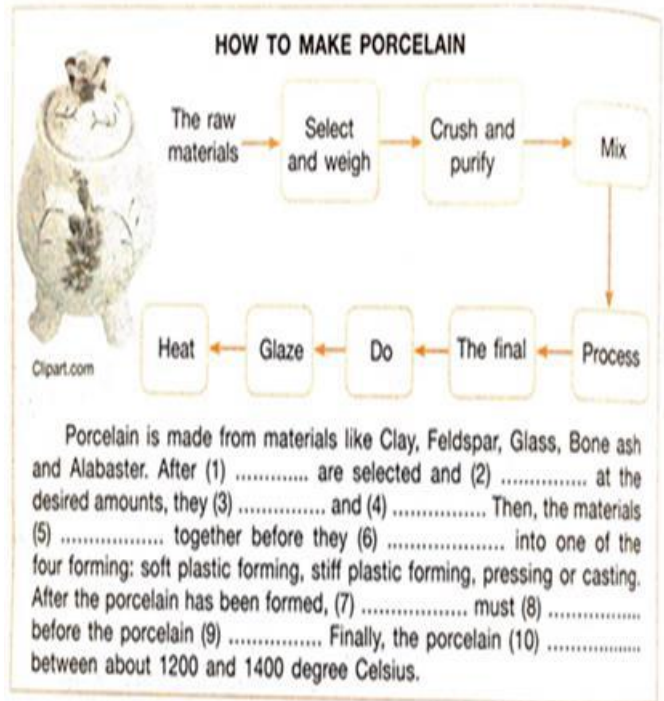 HOW TO MAKE PORCELAIN
The raw
materials
Select
and weigh
Crush and
purify
Mix
Process
The final
Do
Glaze
Heat
Clipart.com
Porcelain is made from materials like Clay, Feldspar, Glass, Bone ash
and Alabaster. After (1) ............. are selected and (2) ............... at the
desired amounts, they (3) ............... and (4) ................ Then, the materials
(5) ................. together before they (6) .................... into one of the
four forming: soft plastic forming, stiff plastic forming, pressing or casting.
After the porcelain has been formed, (7) .................. must (8) ................
before the porcelain (9) ................ Finally, the porcelain (10) ................
between about 1200 and 1400 degree Celsius.